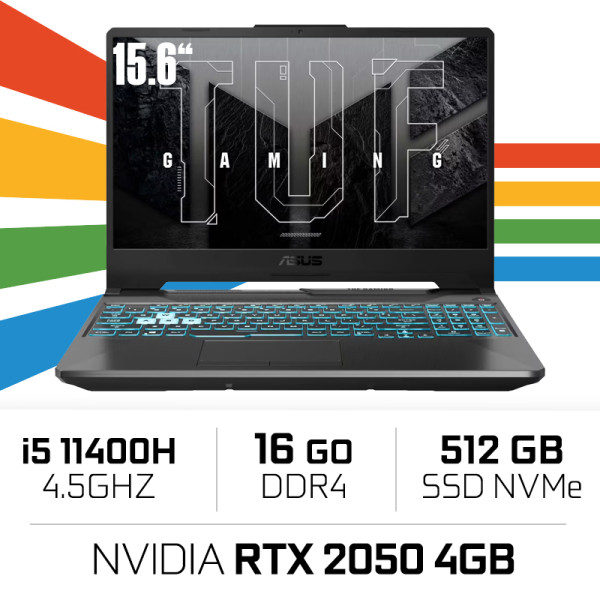 15.6“
TUF
GAMING
ASUS
i5 11400H
4.5GHZ
16 GO
DDR4
512 GB
SSD NVMe
NVIDIA RTX 2050 4GB